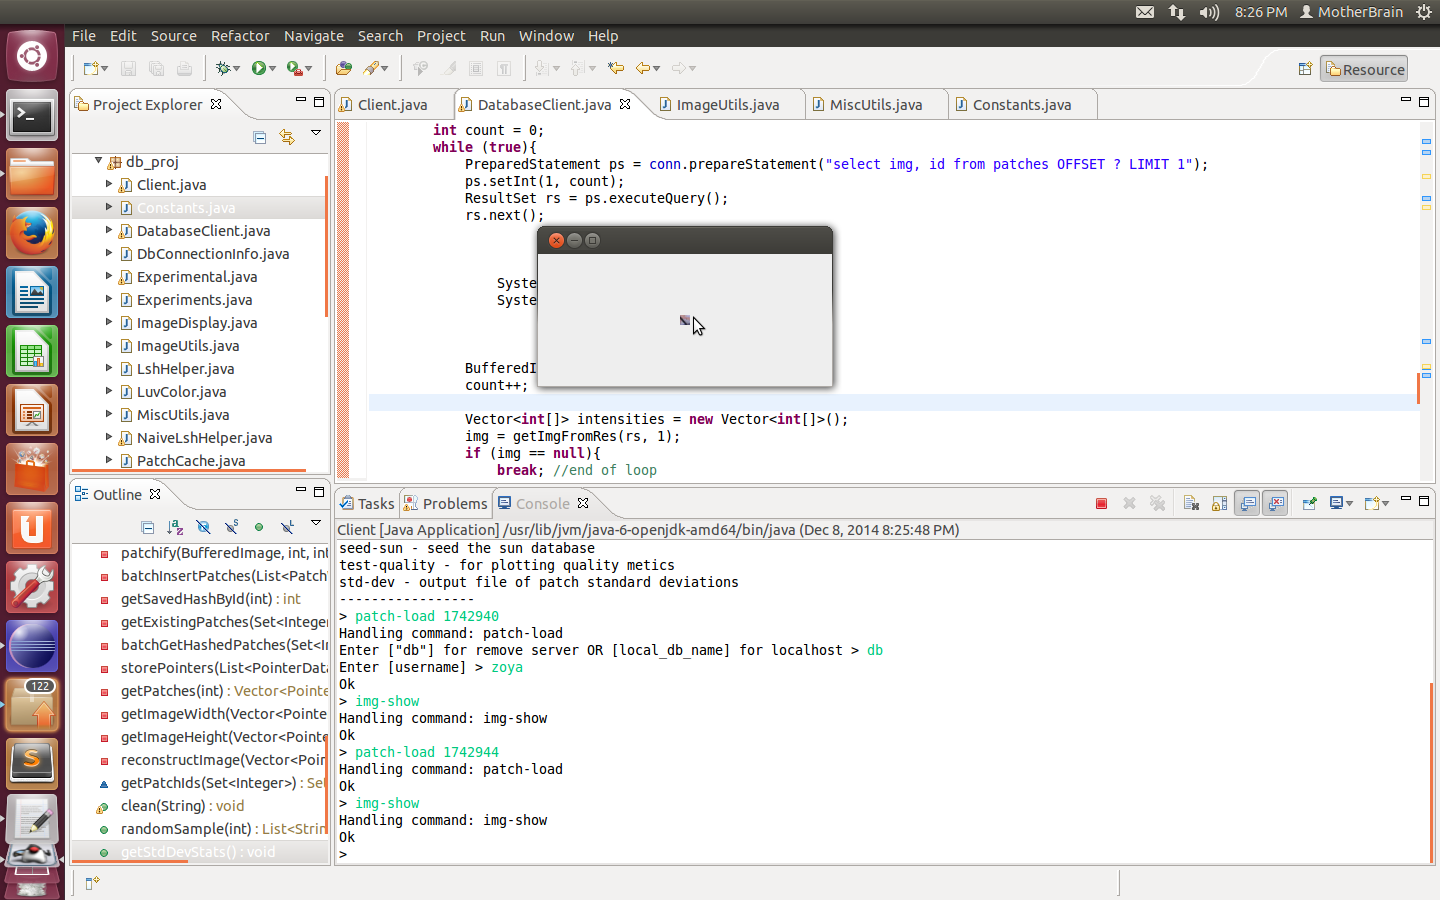 8:26 PM MotherBrain
File Edit Source Refactor Navigate Search Project Run Window Help
Resource
Project Explorer
db_proj
Client.java
Constants.java
DatabaseClient.java
DbConnectionInfo.java
Experimental.java
Experiments.java
ImageDisplay.java
ImageUtils.java
LshHelper.java
LuvColor.java
MiscUtils.java
NaiveLshHelper.java
PatchCache.java
Client.java DatabaseClient.java ImageUtils.java MiscUtils.java Constants.java
int count = 0;
while (true){
PreparedStatement ps = conn.prepareStatement("select img, id from patches OFFSET ? LIMIT 1");
ps.setInt(1, count);
ResultSet rs = ps.executeQuery();
rs.next();
Syste
Syste
BufferedI
count++;
Vector<int[]> intensities = new Vector<int[]>();
img = getImgFromRes(rs, 1);
if (img == null){
break; //end of loop
Outline
patchify(BufferedImage, int, int
batchInsertPatches(List<Patch
getSavedHashById(int) : int
getExistingPatches(Set<Integer
batchGetHashedPatches(Set<In
storePointers(List<PointerData
getPatches(int) : Vector<Pointe
getImageWidth(Vector<Pointe
getImageHeight(Vector<Pointe
reconstructImage(Vector<Poin
getPatchIds(Set<Integer>) : Set
clean(String) : void
randomSample(int) : List<Strin
getStdDevStats() : void
122
Tasks Problems Console
Client [Java Application] /usr/lib/jvm/java-6-openjdk-amd64/bin/java (Dec 8, 2014 8:25:48 PM)
seed-sun - seed the sun database
test-quality - for plotting quality metics
std-dev - output file of patch standard deviations
-----------------
> patch-load 1742940
Handling command: patch-load
Enter ["db"] for remove server OR [local_db_name] for localhost > db
Enter [username] > zoya
Ok
> img-show
Handling command: img-show
Ok
> patch-load 1742944
Handling command: patch-load
Ok
> img-show
Handling command: img-show
Ok
>